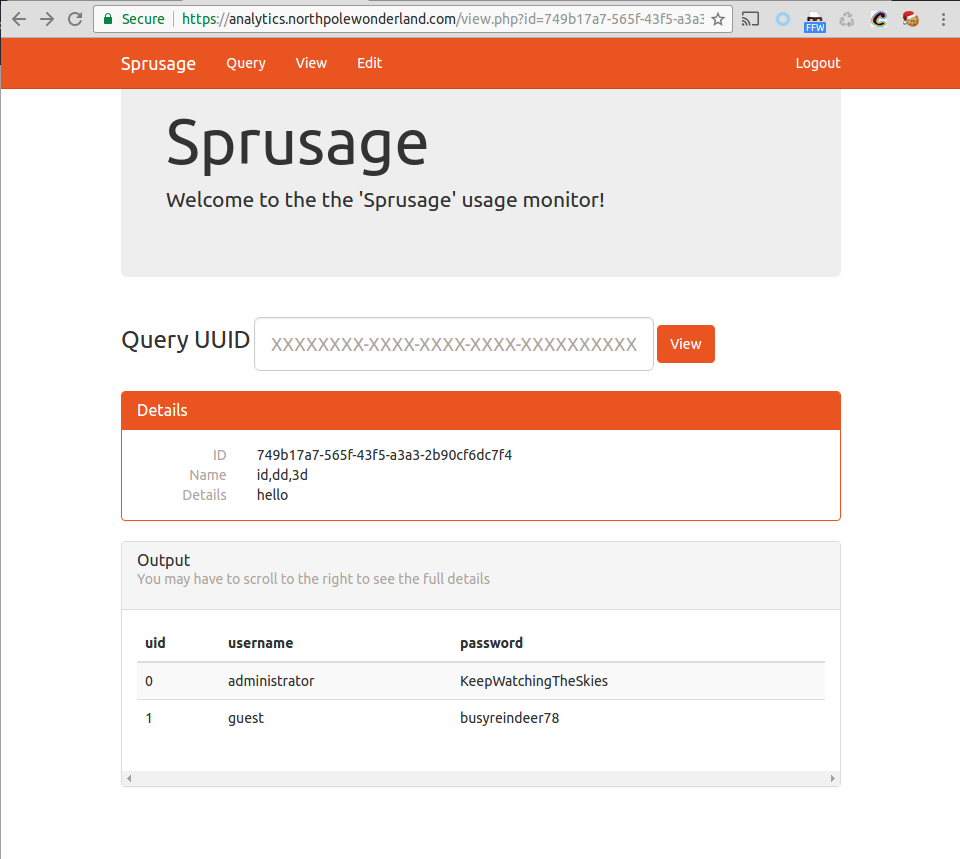 Secure https://analytics.northpolewonderland.com/view.php?id=749b17a7-565f-43f5-a3a3
FFW
Sprusage Query View Edit Logout
Sprusage
Welcome to the the 'Sprusage' usage monitor!
Query UUID XXXXXXXX-XXXX-XXXX-XXXX-XXXXXXXXXX View
Details
ID 749b17a7-565f-43f5-a3a3-2b90cf6dc7f4
Name id,dd,3d
Details hello
Output
You may have to scroll to the right to see the full details
uid username password
0 administrator KeepWatchingTheSkies
1 guest busyreindeer78